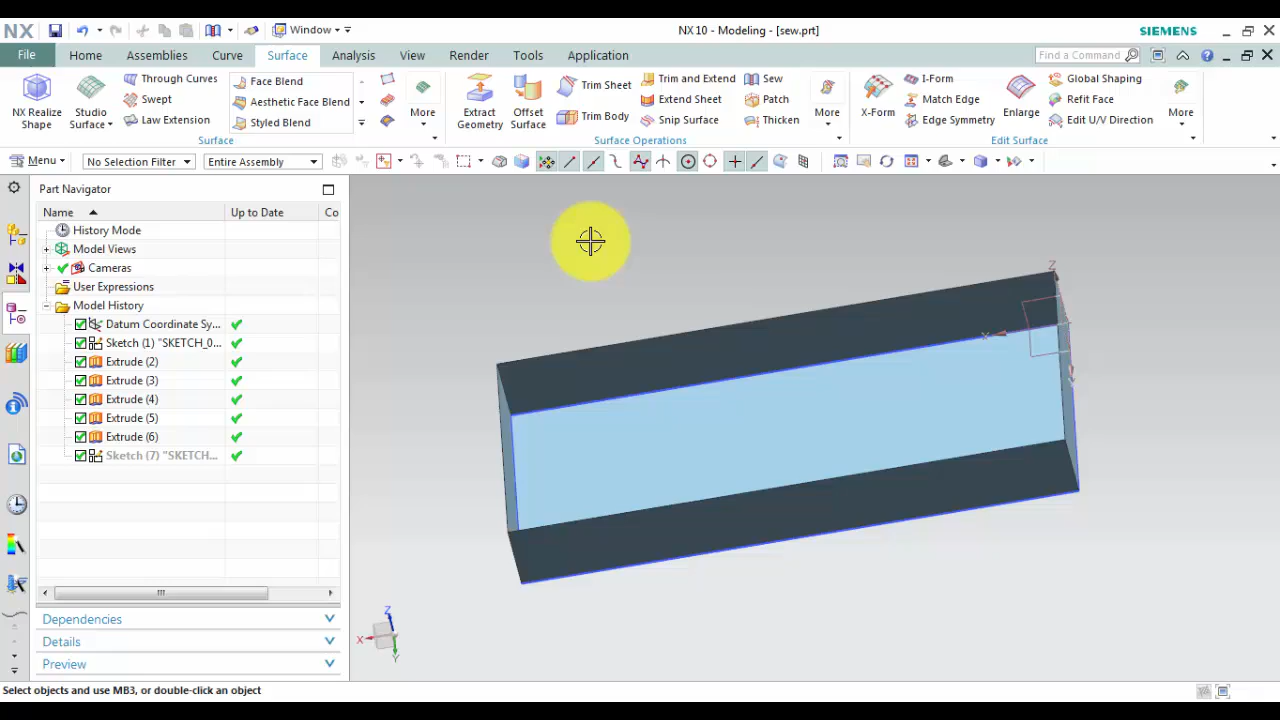 NX Window NX 10 - Modeling - [sew.prt] SIEMENS
File Home Assemblies Curve Surface Analysis View Render Tools Application Find a Command
NX Realize Shape
Studio Surface
Through Curves
Swept
Law Extension
Face Blend
Aesthetic Face Blend
Styled Blend
More
Surface
Extract Geometry
Offset Surface
Trim Sheet
Trim Body
Trim and Extend
Extend Sheet
Snip Surface
Sew
Patch
Thicken
More
Surface Operations
X-Form
I-Form
Match Edge
Edge Symmetry
Enlarge
Global Shaping
Refit Face
Edit U/V Direction
More
Edit Surface
Menu No Selection Filter Entire Assembly
Part Navigator
Name Up to Date Co
History Mode
Model Views
Cameras
User Expressions
Model History
Datum Coordinate Sy...
Sketch (1) "SKETCH_0...
Extrude (2)
Extrude (3)
Extrude (4)
Extrude (5)
Extrude (6)
Sketch (7) "SKETCH...
Dependencies
Details
Preview
Z
X
Z
X
Y
Select objects and use MB3, or double-click an object